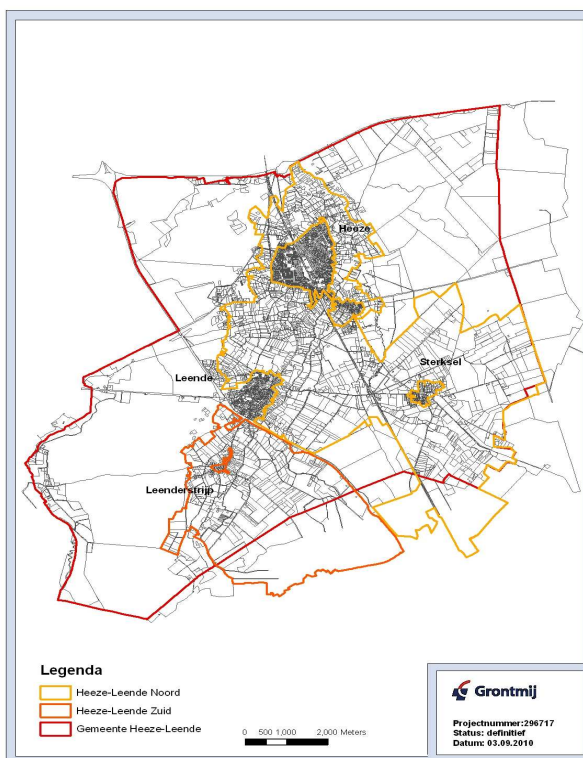 Heeze
Sterksel
Leende
Leenderstrijp
Legenda
Heeze-Leende Noord
Heeze-Leende Zuid
Gemeente Heeze-Leende
0 500 1,000 2,000 Meters
Grontmij
Projectnummer:296717
Status: definitief
Datum: 03.09.2010